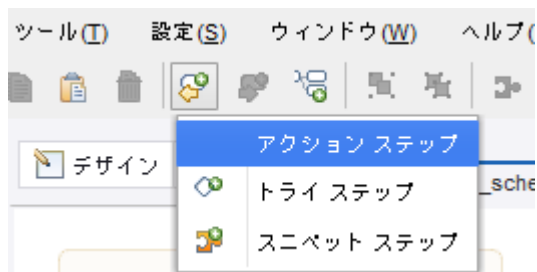 ツール(T) 設定(S) ウィンドウ(W) ヘルプ(
アクション ステップ
デザイン
トライ ステップ
_sche
スニペット ステップ